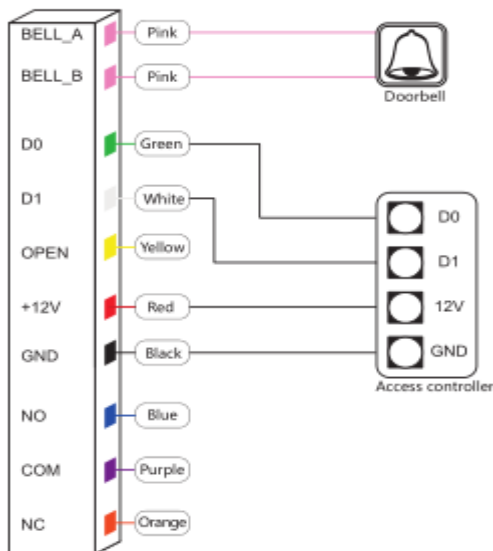 BELL_A Pink
BELL_B Pink
Doorbell
D0 Green
D1 White
OPEN Yellow
+12V Red
GND Black
NO Blue
COM Purple
NC Orange
D0
D1
12V
GND
Access controller